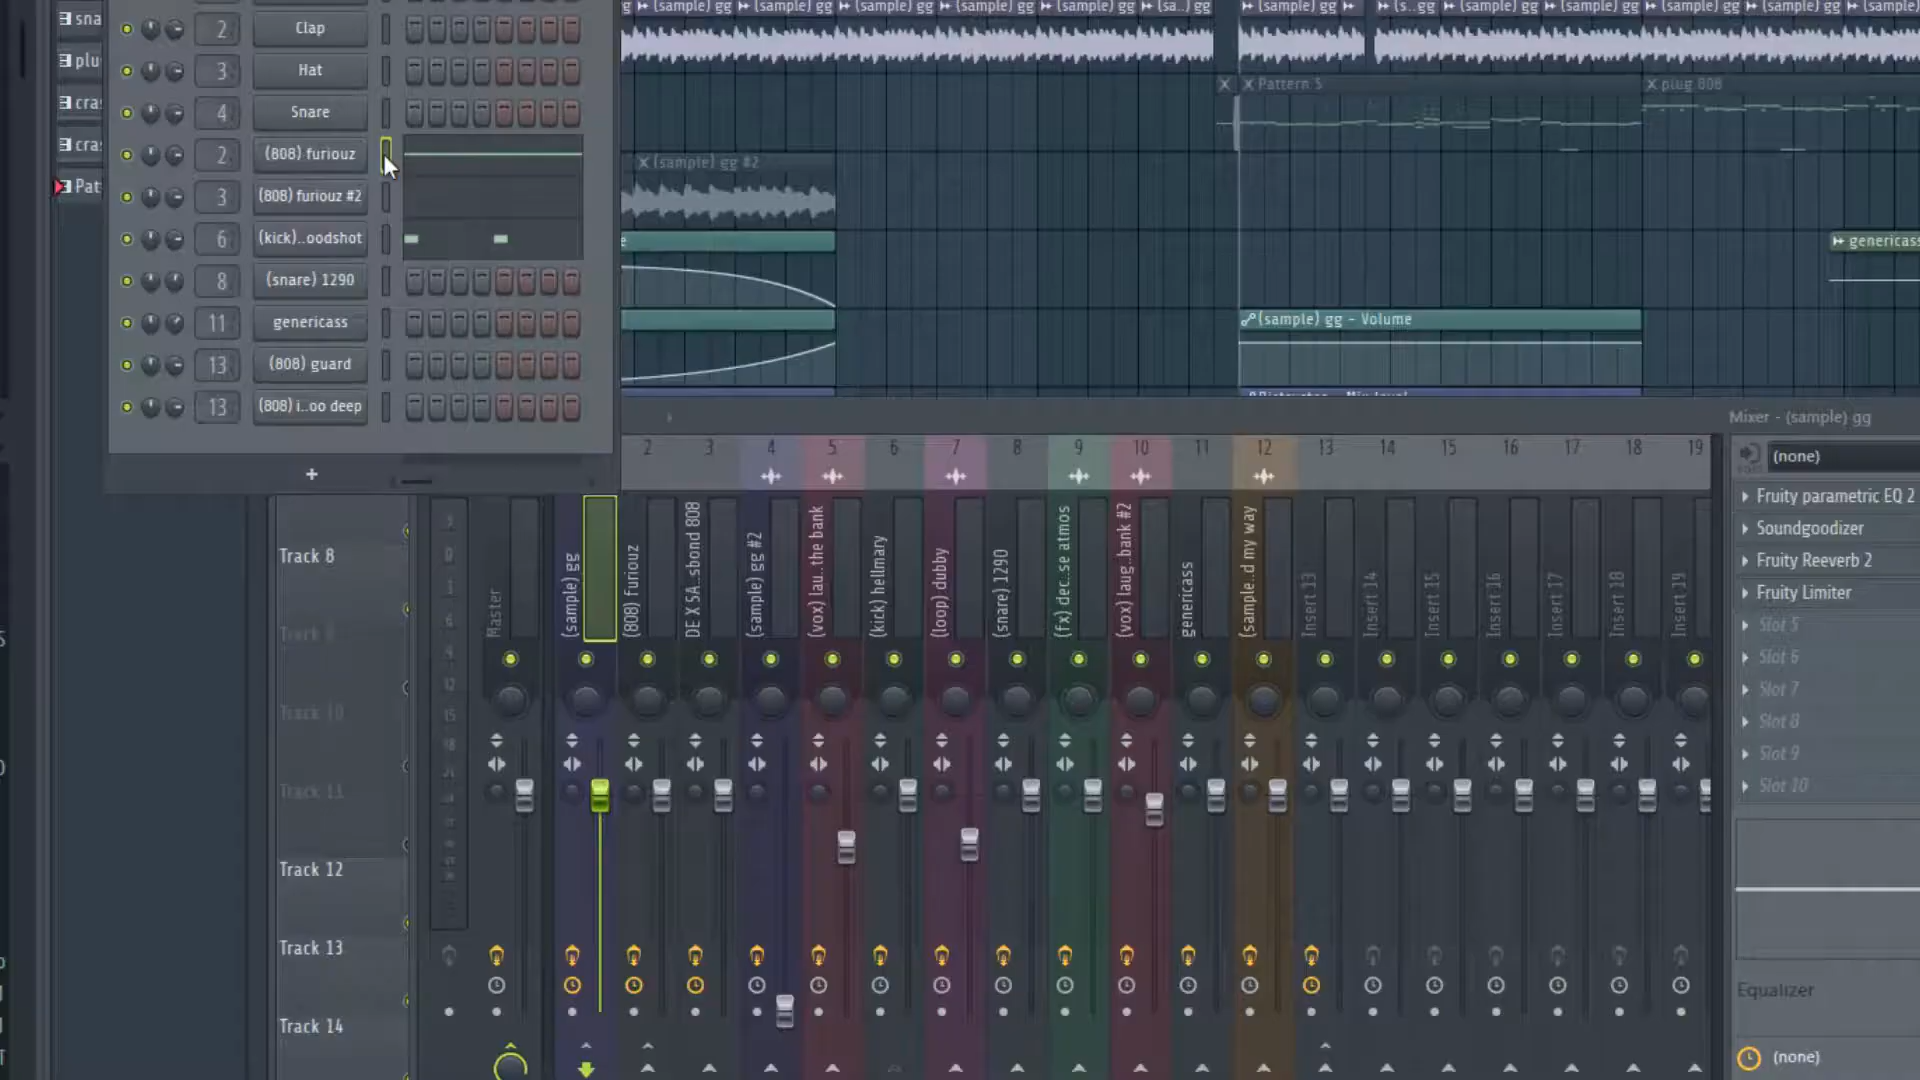 sna
plu
cra
cra
Pat
2 Clap
3 Hat
4 Snare
2 (808) furiouz
3 (808) furiouz #2
6 (kick)..oodshot
8 (snare) 1290
11 genericass
13 (808) guard
13 (808) i..oo deep
+
g (sample) gg (sample) gg (sample) gg (sample) gg (sample) gg (sa..) gg (sample) gg (s..gg (sample) gg (sample) gg (sample) gg (sample) gg (sample)
Pattern 5
plug 808
(sample) gg #2
e
genericass
(sample) gg - Volume
Mixer - (sample) gg
2 3 4 5 6 7 8 9 10 11 12 13 14 15 16 17 18 19
Track 8
Track 9
Track 10
Track 11
Track 12
Track 13
Track 14
Master
(sample) gg
(808) furiouz
DE X SA..sbond 808
(sample) gg #2
(vox) lau..the bank
(kick) hellmary
(loop) dubby
(snare) 1290
(fx) dec..se atmos
(vox) laug..bank #2
genericass
(sample..d my way
Insert 13
Insert 14
Insert 15
Insert 16
Insert 17
Insert 18
Insert 19
(none)
Fruity parametric EQ 2
Soundgoodizer
Fruity Reeverb 2
Fruity Limiter
Slot 5
Slot 6
Slot 7
Slot 8
Slot 9
Slot 10
Equalizer
(none)